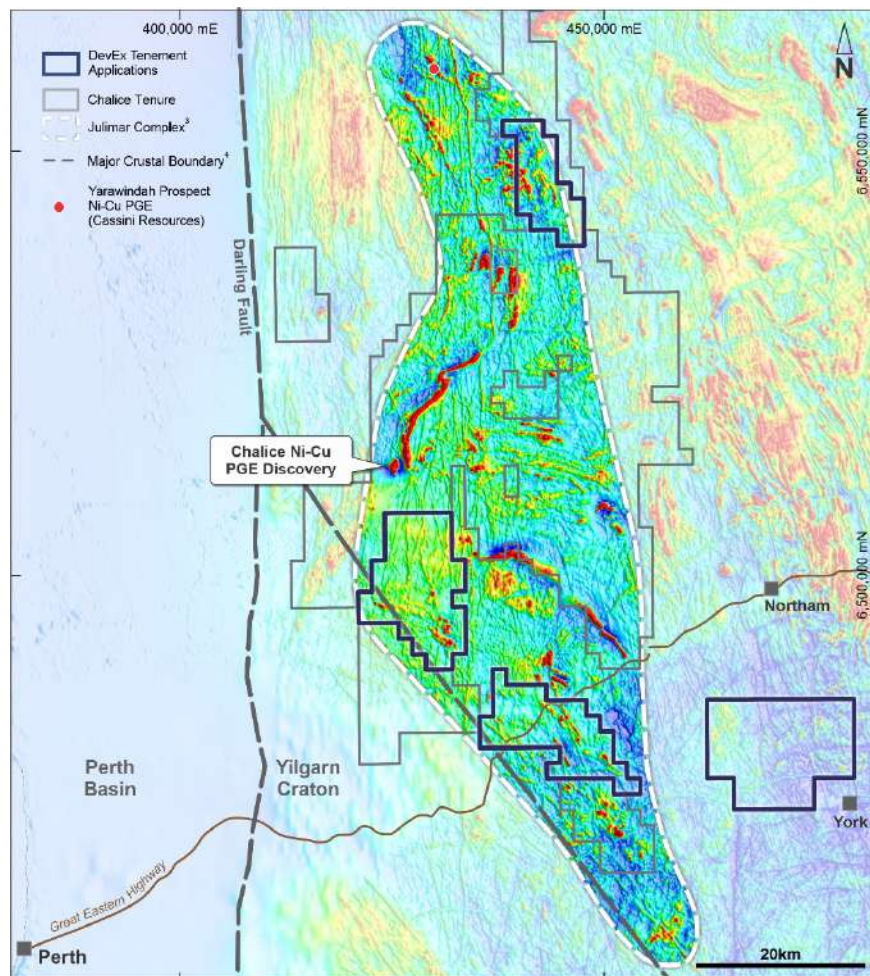 400,000 mE
450,000 mE
DevEx Tenement
Applications
Chalice Tenure
Julimar Complex³
Major Crustal Boundary⁴
Yarawindah Prospect
Ni-Cu PGE
(Cassini Resources)
N
6,550,000 mN
Darling Fault
Chalice Ni-Cu
PGE Discovery
6,500,000 mN
Northam
Perth
Basin
Yilgarn
Craton
York
Great Eastern Highway
Perth
20km